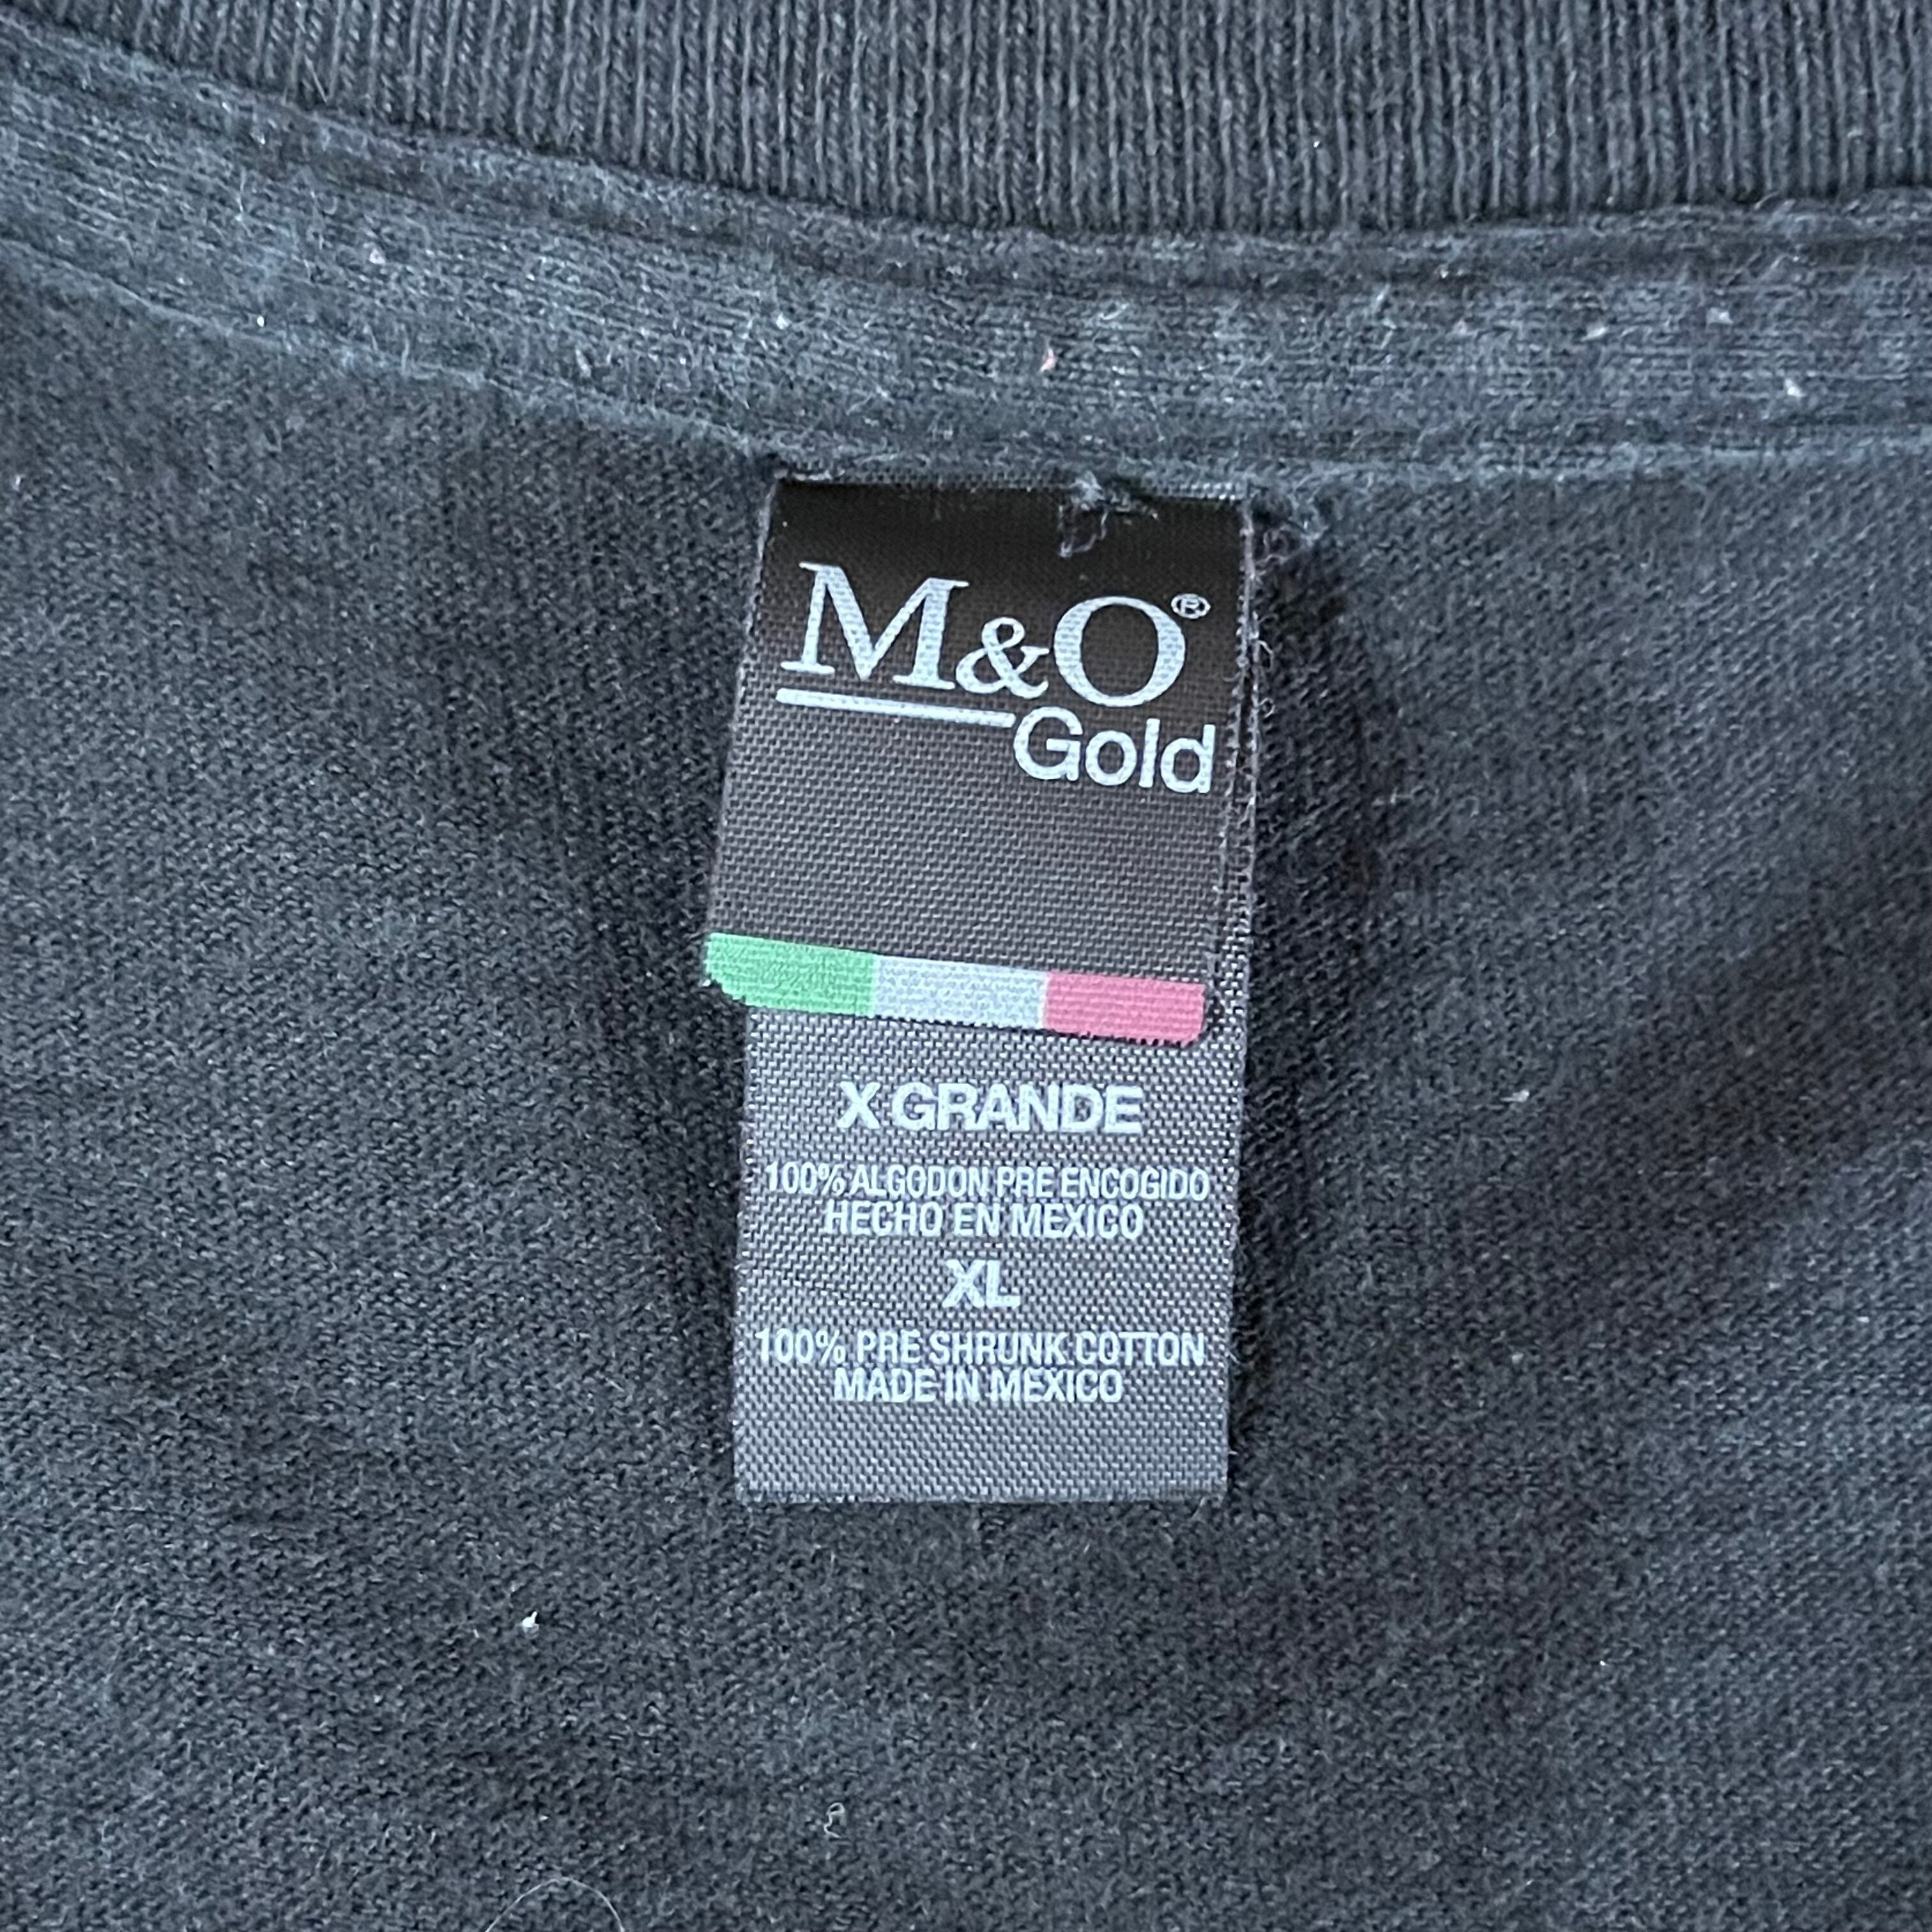 M&O®
Gold
X GRANDE
100% ALGODON PRE ENCOGIDO
HECHO EN MEXICO
XL
100% PRE SHRUNK COTTON
MADE IN MEXICO